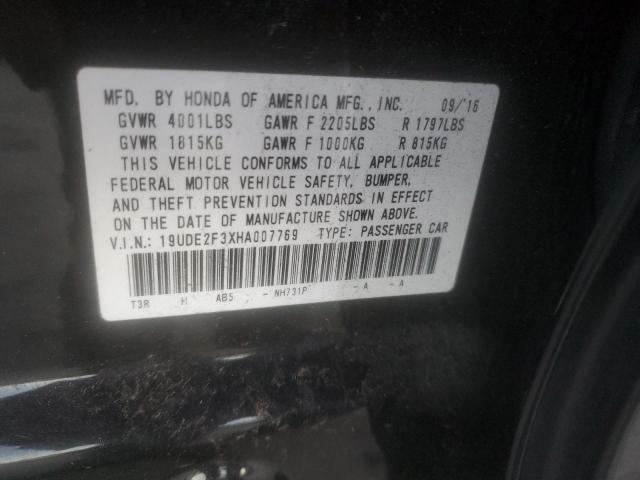 MFD. BY HONDA OF AMERICA MFG., INC. 09/'16
GVWR 4001LBS GAWR F 2205LBS R 1797LBS
GVWR 1815KG GAWR F 1000KG R 815KG
THIS VEHICLE CONFORMS TO ALL APPLICABLE
FEDERAL MOTOR VEHICLE SAFETY, BUMPER,
AND THEFT PREVENTION STANDARDS IN EFFECT
ON THE DATE OF MANUFACTURE SHOWN ABOVE.
V.I.N.: 19UDE2F3XHA007769 TYPE: PASSENGER CAR
T3R H AB5 - NH731P - A - A